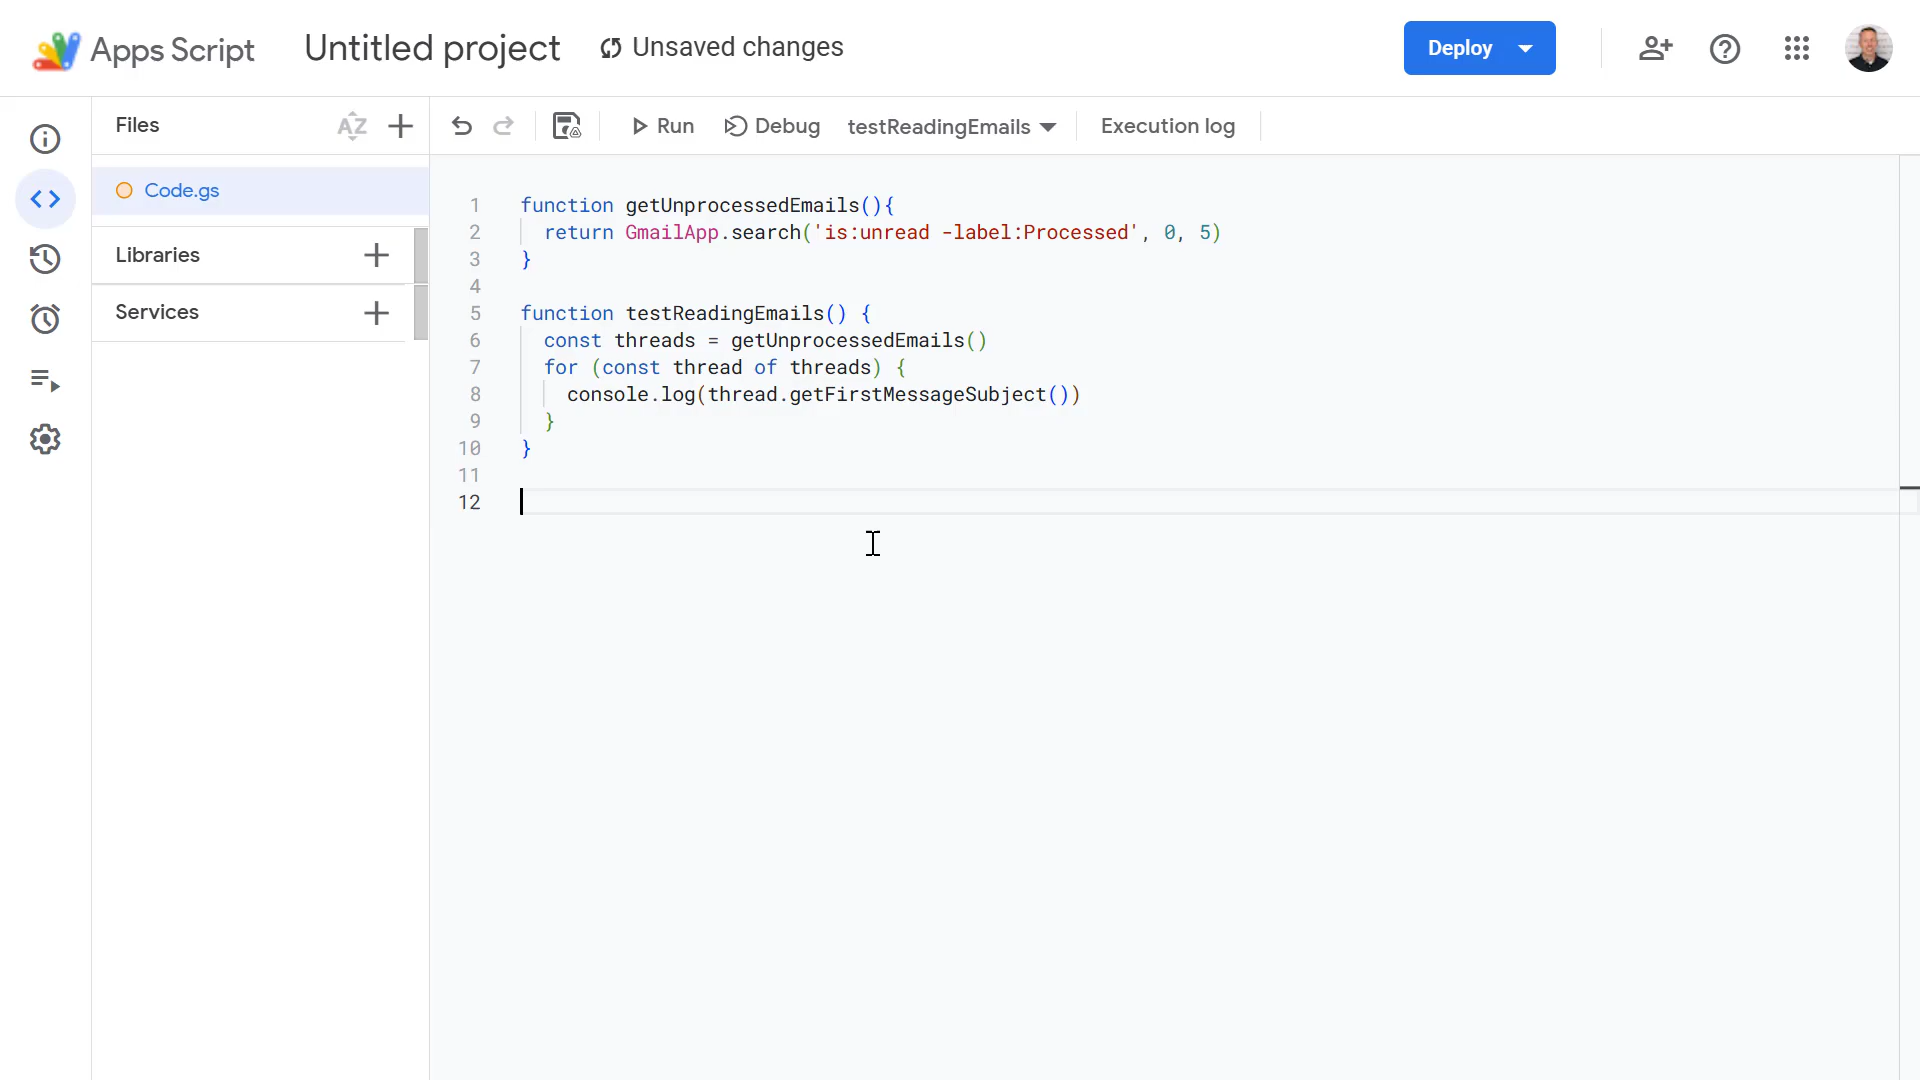 Apps Script
Untitled project
Unsaved changes
Deploy
Files
AZ
Run
Debug
testReadingEmails
Execution log
Code.gs
Libraries
Services
1 function getUnprocessedEmails(){
2 return GmailApp.search('is:unread -label:Processed', 0, 5)
3 }
4
5 function testReadingEmails() {
6 const threads = getUnprocessedEmails()
7 for (const thread of threads) {
8 console.log(thread.getFirstMessageSubject())
9 }
10 }
11
12